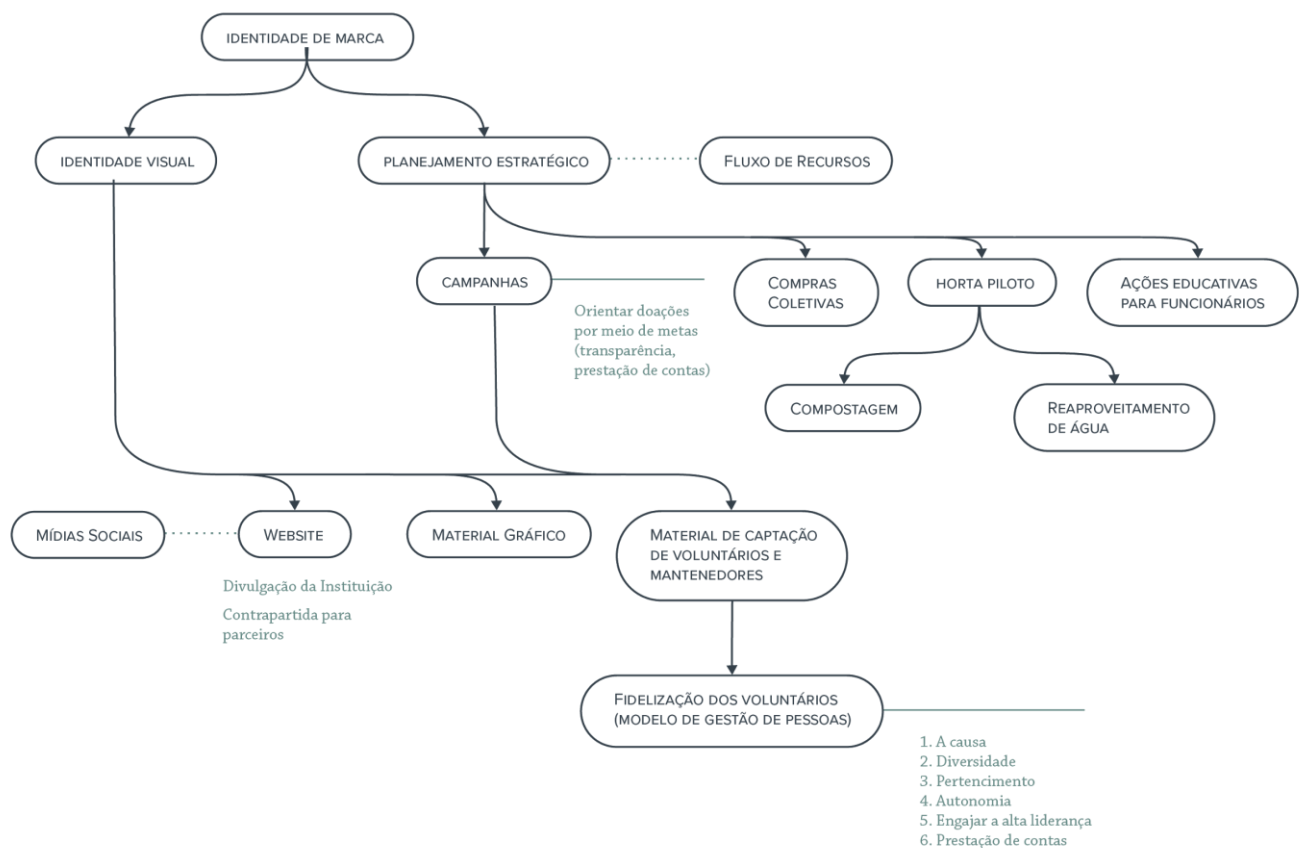 IDENTIDADE DE MARCA
IDENTIDADE VISUAL
PLANEJAMENTO ESTRATÉGICO
FLUXO DE RECURSOS
CAMPANHAS
Orientar doações
por meio de metas
(transparência,
prestação de contas)
COMPRAS
COLETIVAS
HORTA PILOTO
AÇÕES EDUCATIVAS
PARA FUNCIONÁRIOS
COMPOSTAGEM
REAPROVEITAMENTO
DE ÁGUA
MÍDIAS SOCIAIS
WEBSITE
Divulgação da Instituição
Contrapartida para
parceiros
MATERIAL GRÁFICO
MATERIAL DE CAPTAÇÃO
DE VOLUNTÁRIOS E
MANTENEDORES
FIDELIZAÇÃO DOS VOLUNTÁRIOS
(MODELO DE GESTÃO DE PESSOAS)
1. A causa
2. Diversidade
3. Pertencimento
4. Autonomia
5. Engajar a alta liderança
6. Prestação de contas